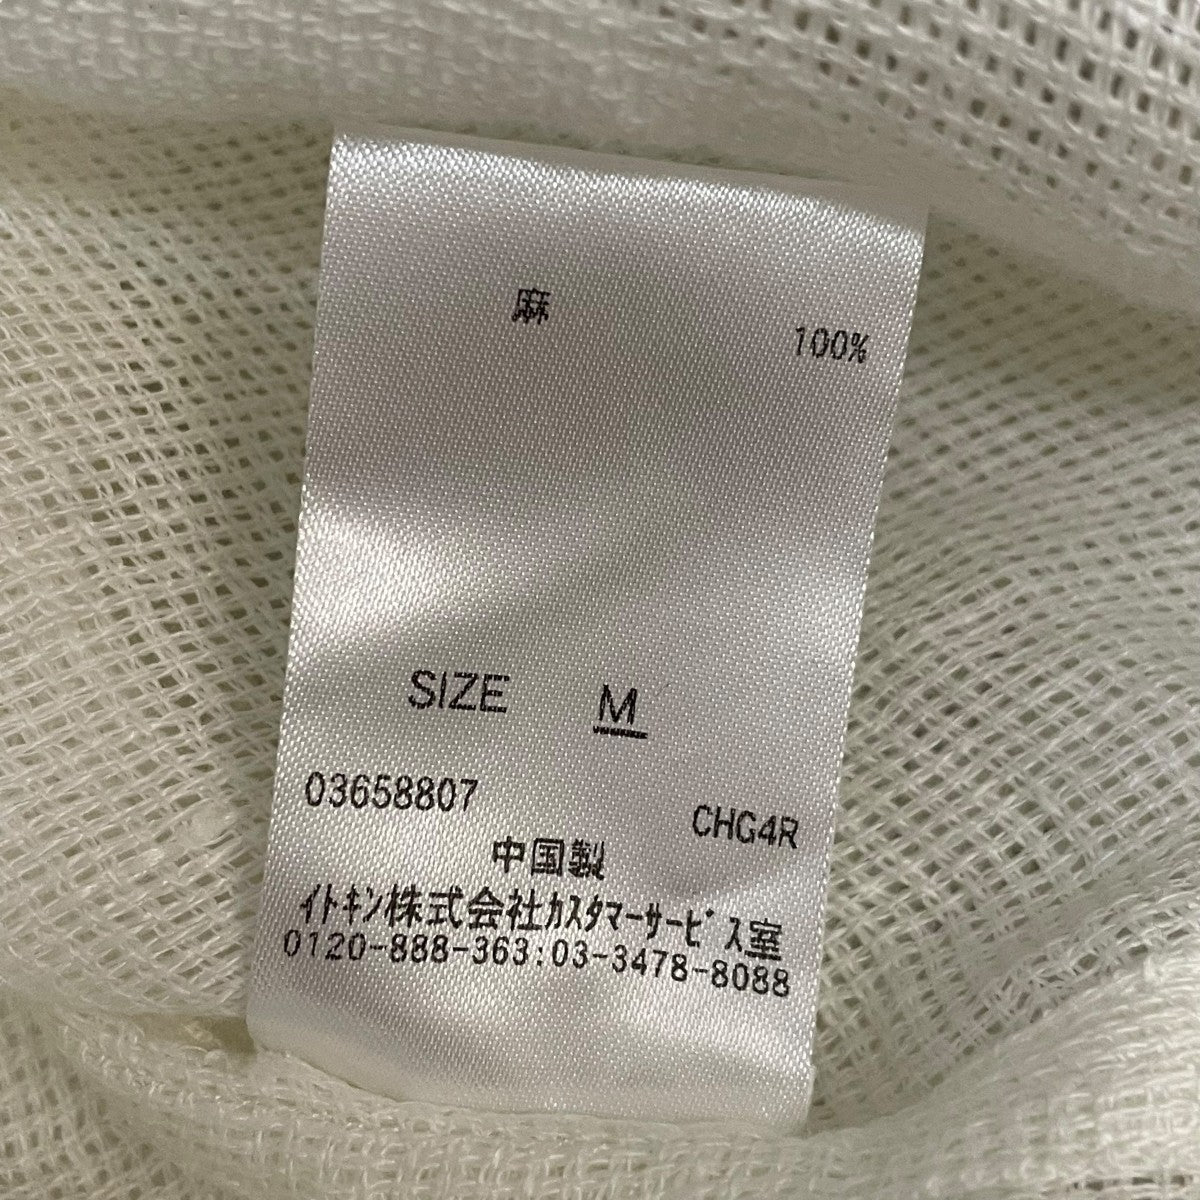 麻 100%
SIZE M
03658807 CHG4R
中国製
イトキン株式会社カスタマーサービス室
0120-888-363:03-3478-8088